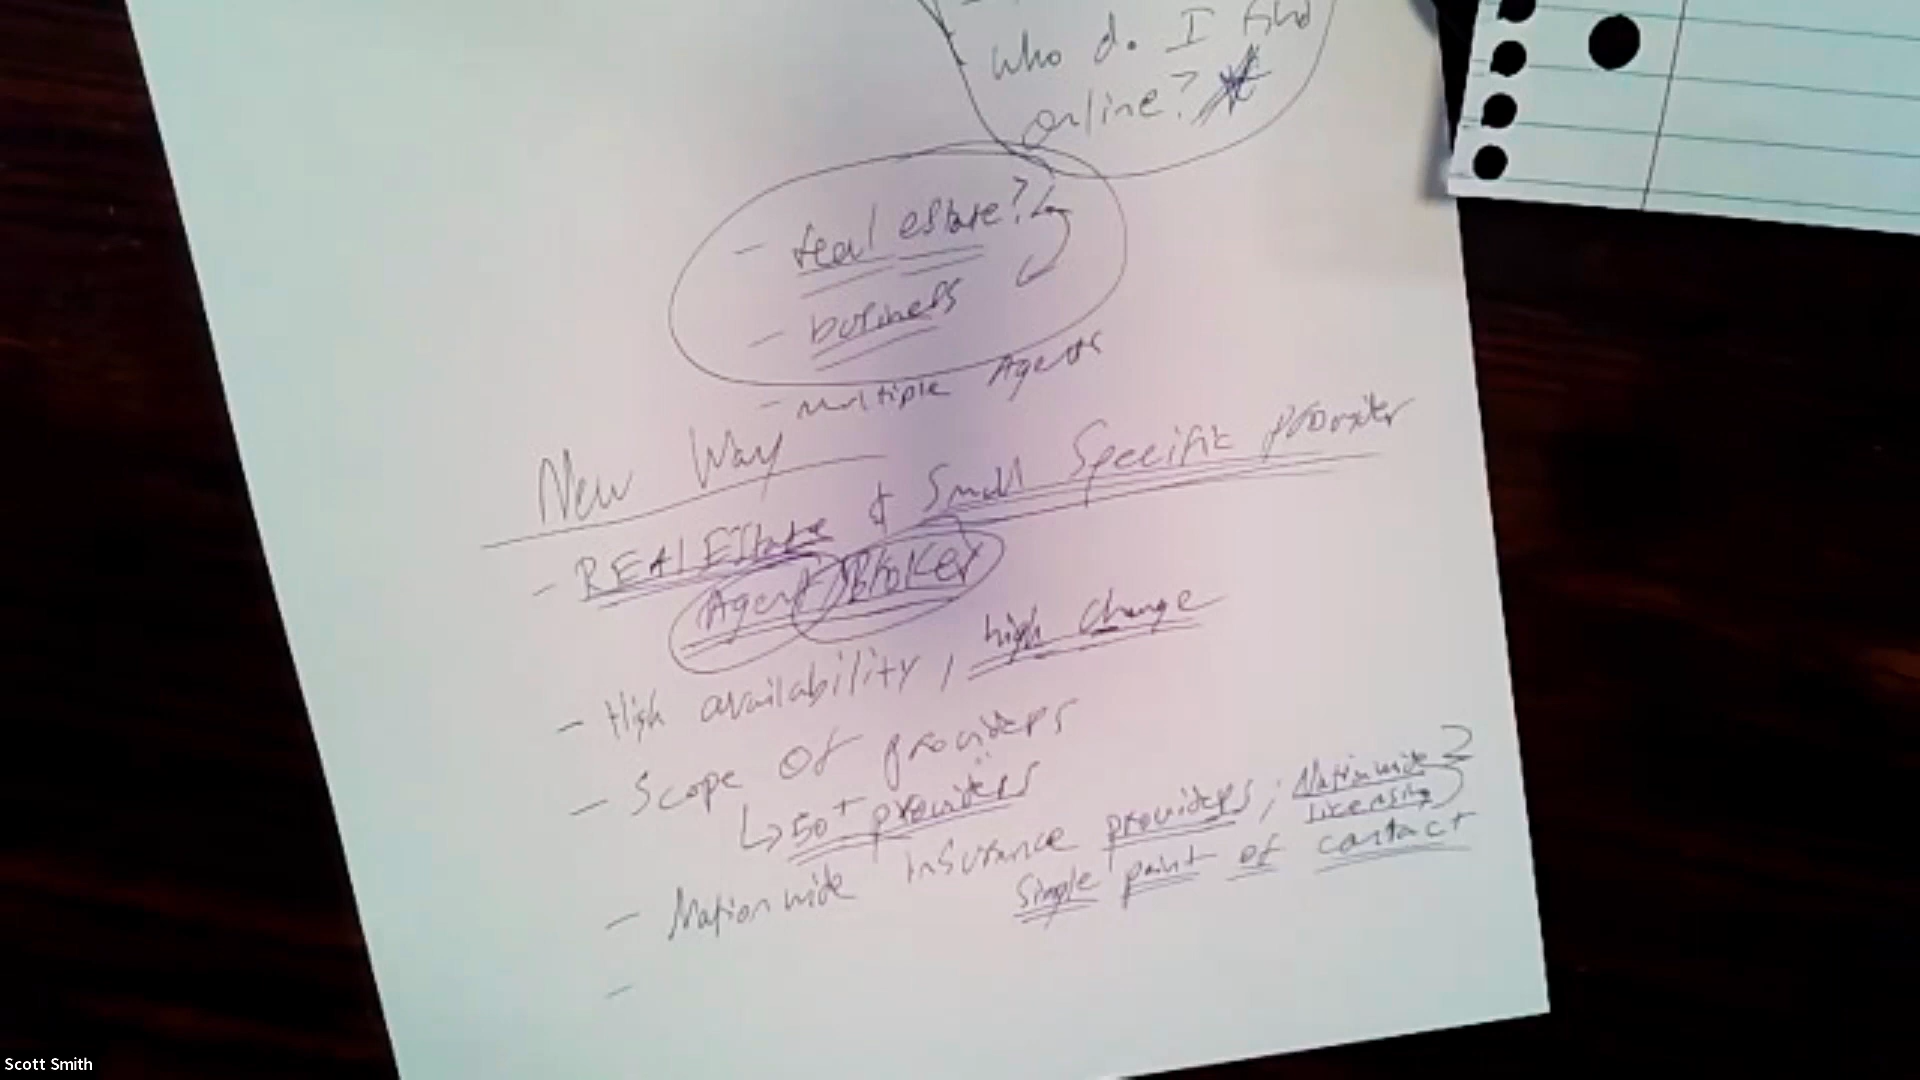 who do I find
online?
- real estate?
- business
- multiple Agents
New Way
- REAl EState & Small Specific provider
Agent/Broker
- High availability, high change
- Scope Of providers
↳ 50+ providers
- Nationwide insurance providers; Nationwide
licensing
Single point of contact
-
Scott Smith